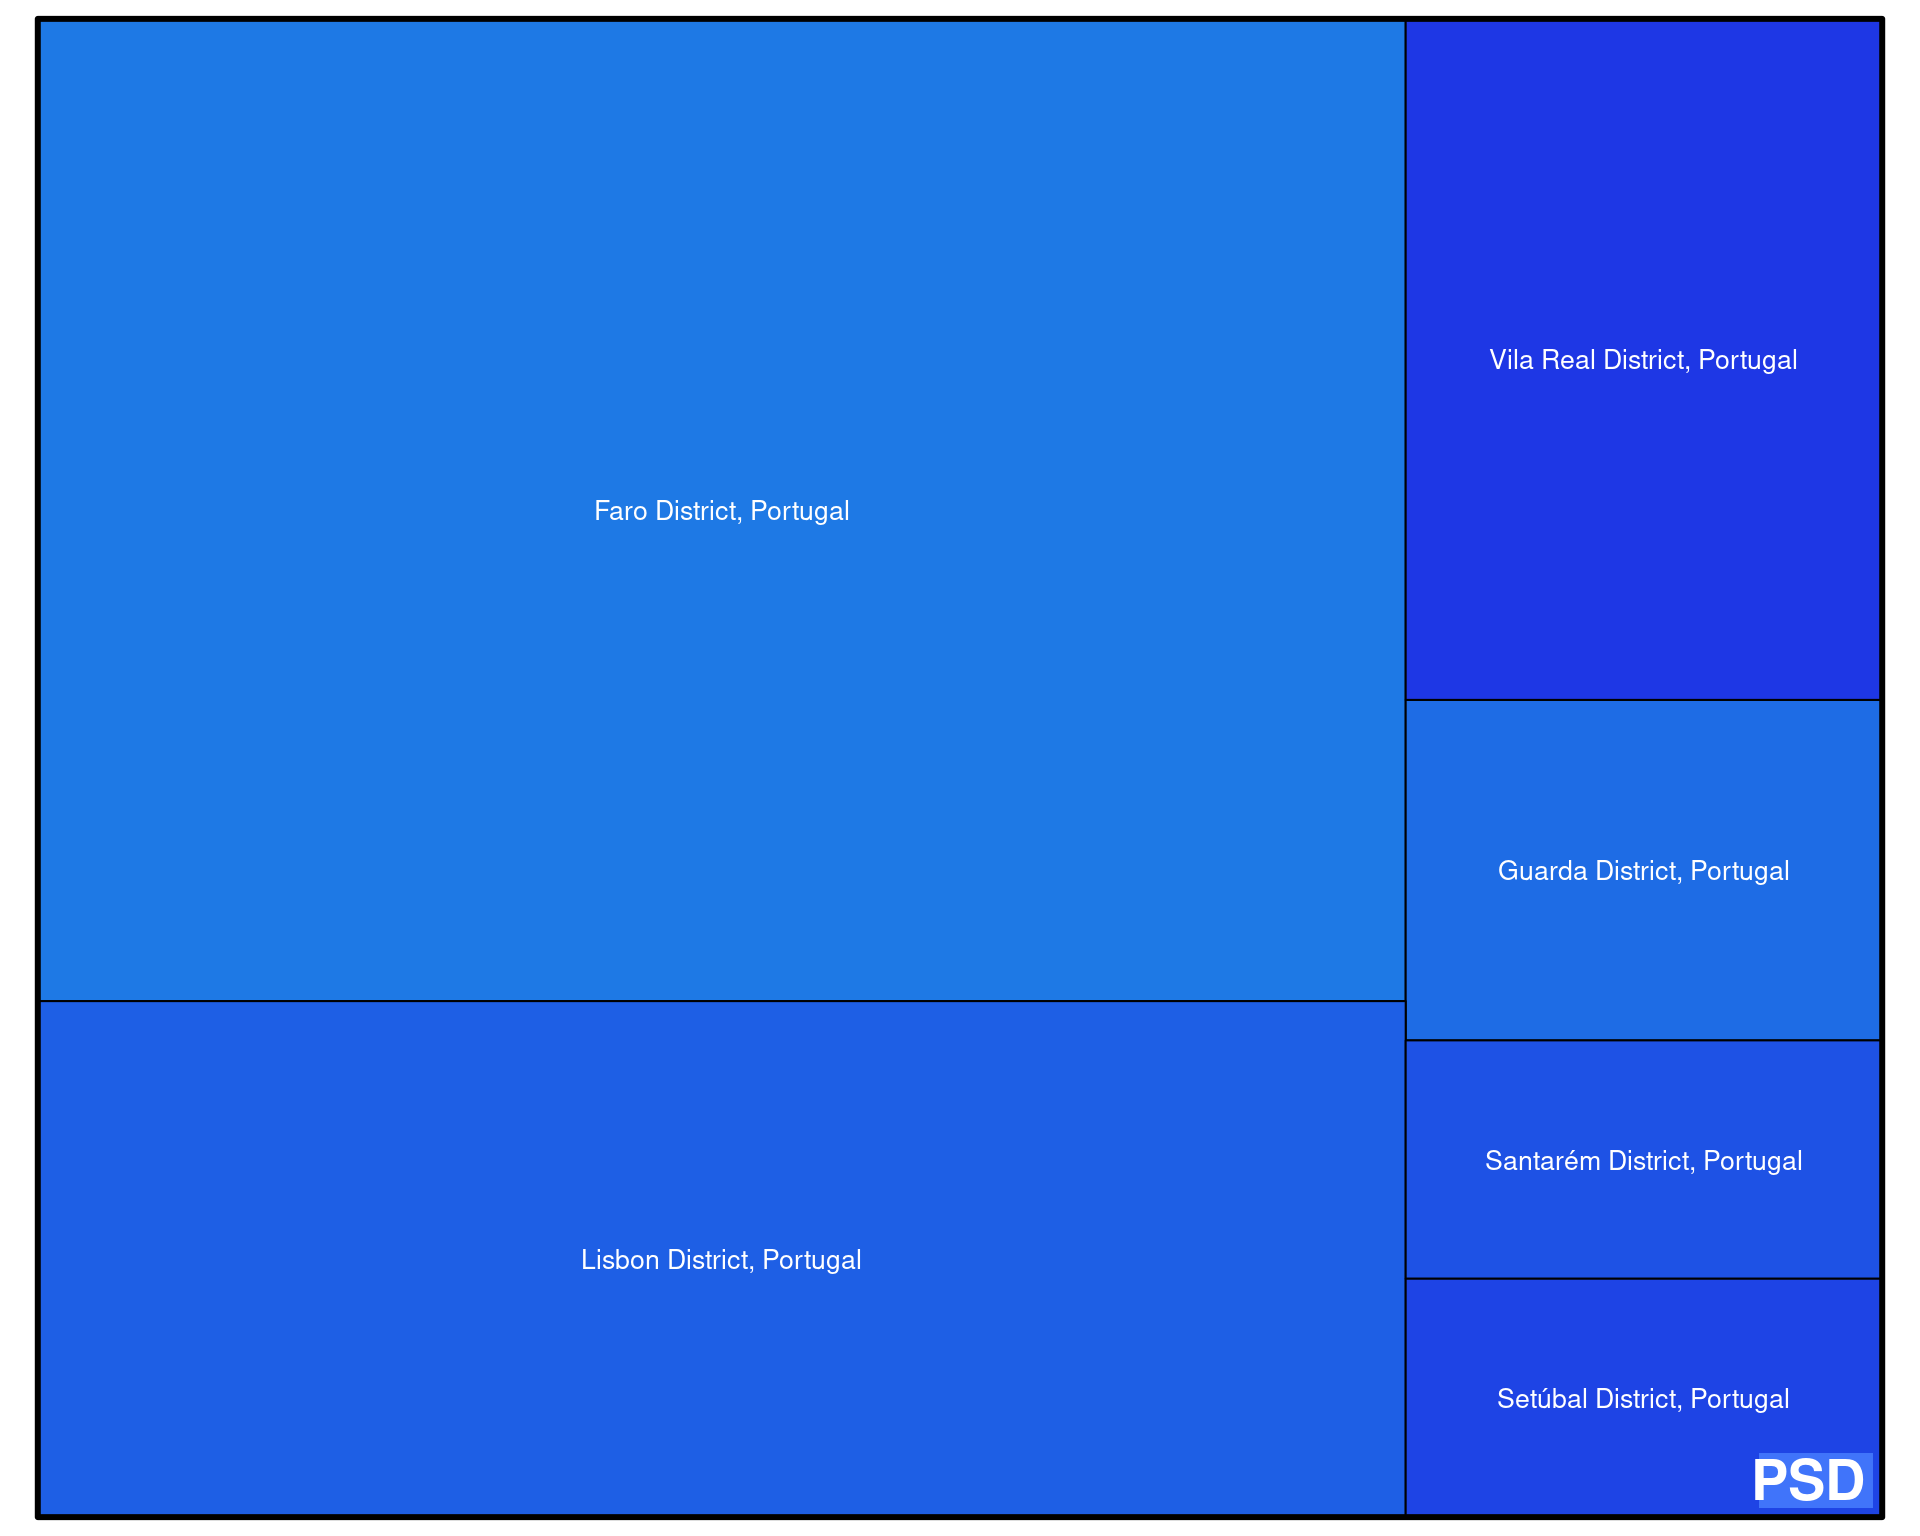 Faro District, Portugal
Lisbon District, Portugal
Vila Real District, Portugal
Guarda District, Portugal
Santarém District, Portugal
Setúbal District, Portugal
PSD